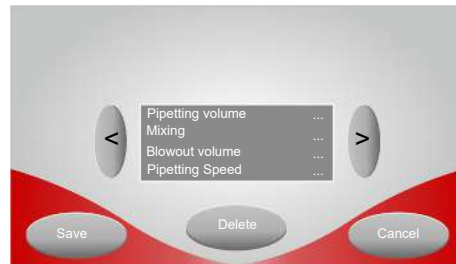 Pipetting volume ...
Mixing ...
< Blowout volume ... >
Pipetting Speed ...
Save Delete Cancel